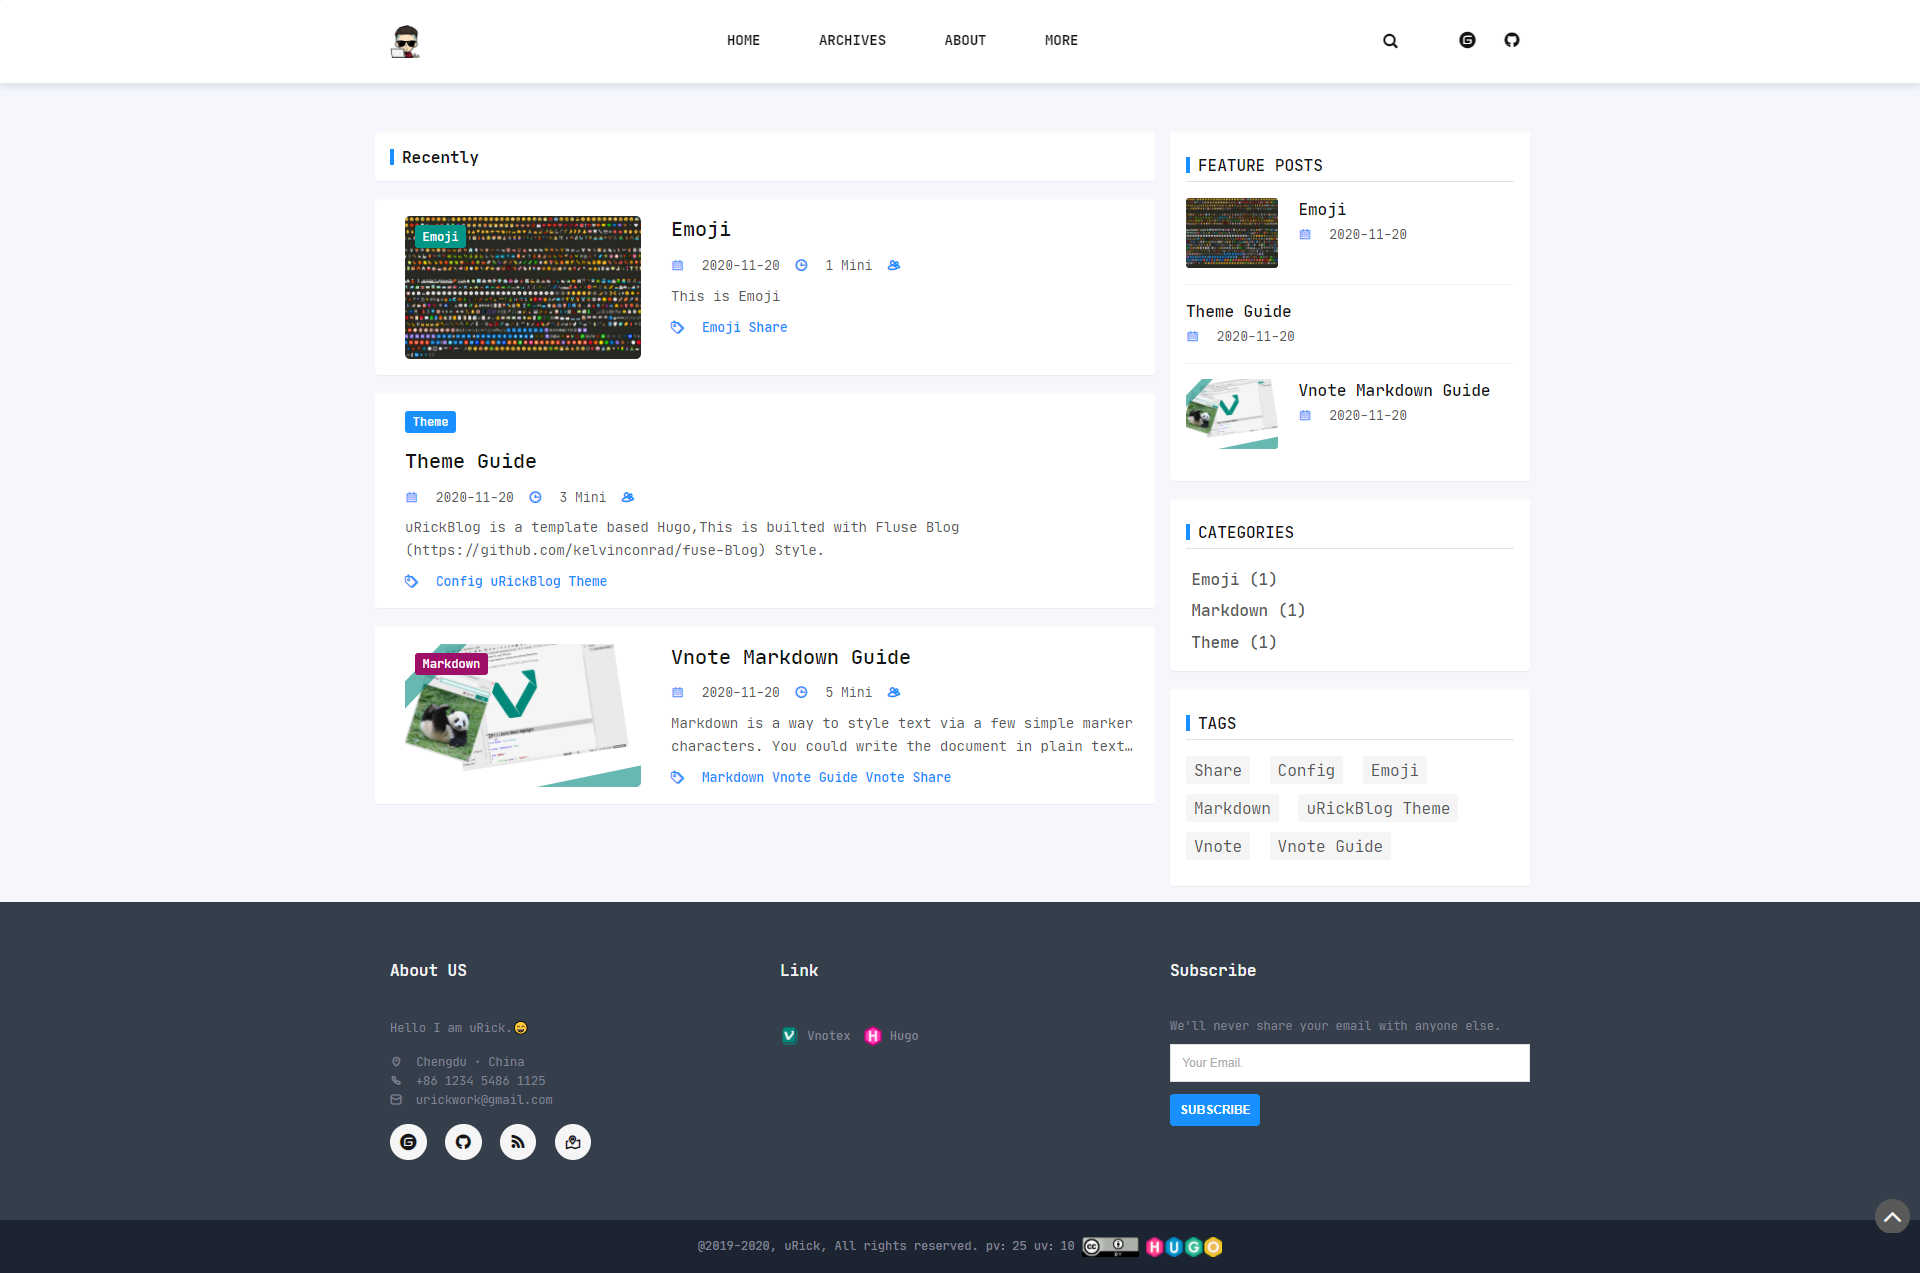 HOME ARCHIVES ABOUT MORE
Recently
Emoji
Emoji
2020-11-20 1 Mini
This is Emoji
Emoji Share
Theme
Theme Guide
2020-11-20 3 Mini
uRickBlog is a template based Hugo,This is builted with Fluse Blog
(https://github.com/kelvinconrad/fuse-Blog) Style.
Config uRickBlog Theme
Markdown
Vnote Markdown Guide
2020-11-20 5 Mini
Markdown is a way to style text via a few simple marker
characters. You could write the document in plain text…
Markdown Vnote Guide Vnote Share
FEATURE POSTS
Emoji
2020-11-20
Theme Guide
2020-11-20
Vnote Markdown Guide
2020-11-20
CATEGORIES
Emoji (1)
Markdown (1)
Theme (1)
TAGS
Share Config Emoji
Markdown uRickBlog Theme
Vnote Vnote Guide
About US
Hello I am uRick.😄
Chengdu · China
+86 1234 5486 1125
urickwork@gmail.com
Link
Vnotex Hugo
Subscribe
We'll never share your email with anyone else.
Your Email.
SUBSCRIBE
@2019-2020, uRick, All rights reserved. pv: 25 uv: 10 cc BY HUGO